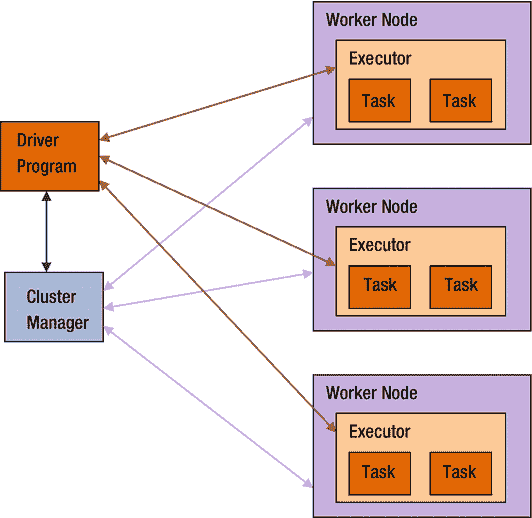 Worker Node
Executor
Task Task
Driver
Program
Worker Node
Executor
Task Task
Cluster
Manager
Worker Node
Executor
Task Task